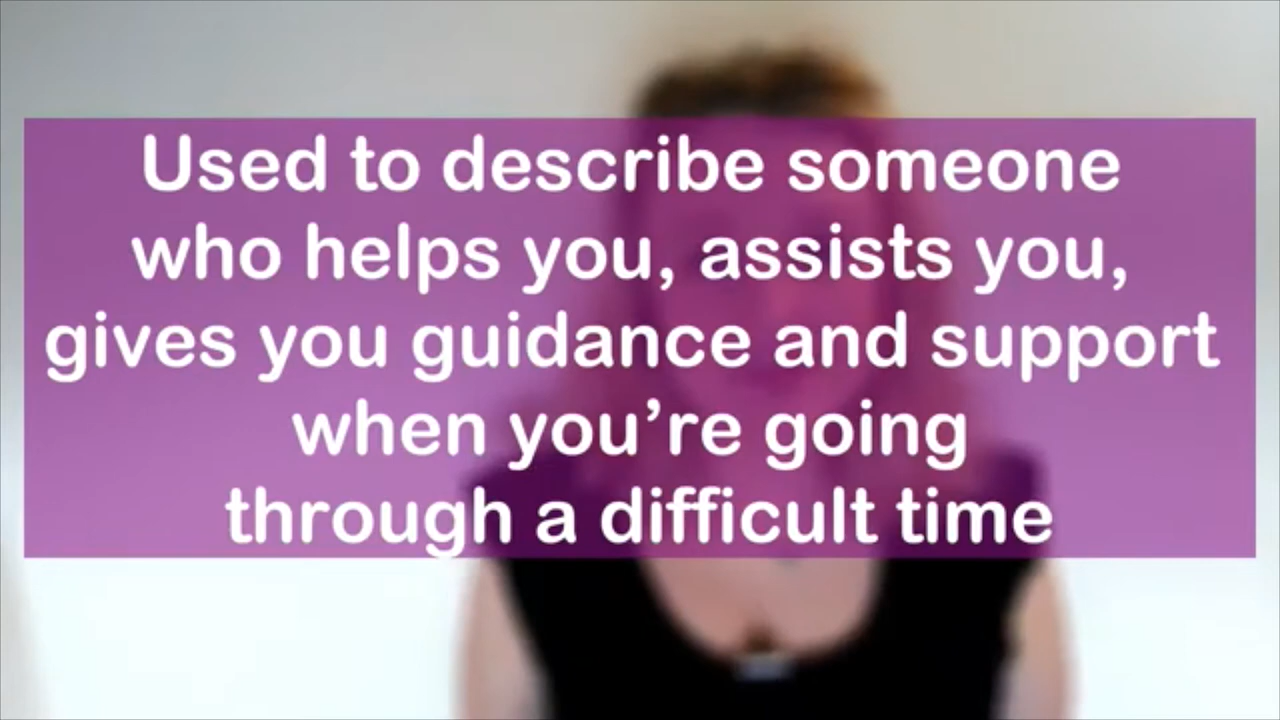 Used to describe someone
who helps you, assists you,
gives you guidance and support
when you’re going
through a difficult time